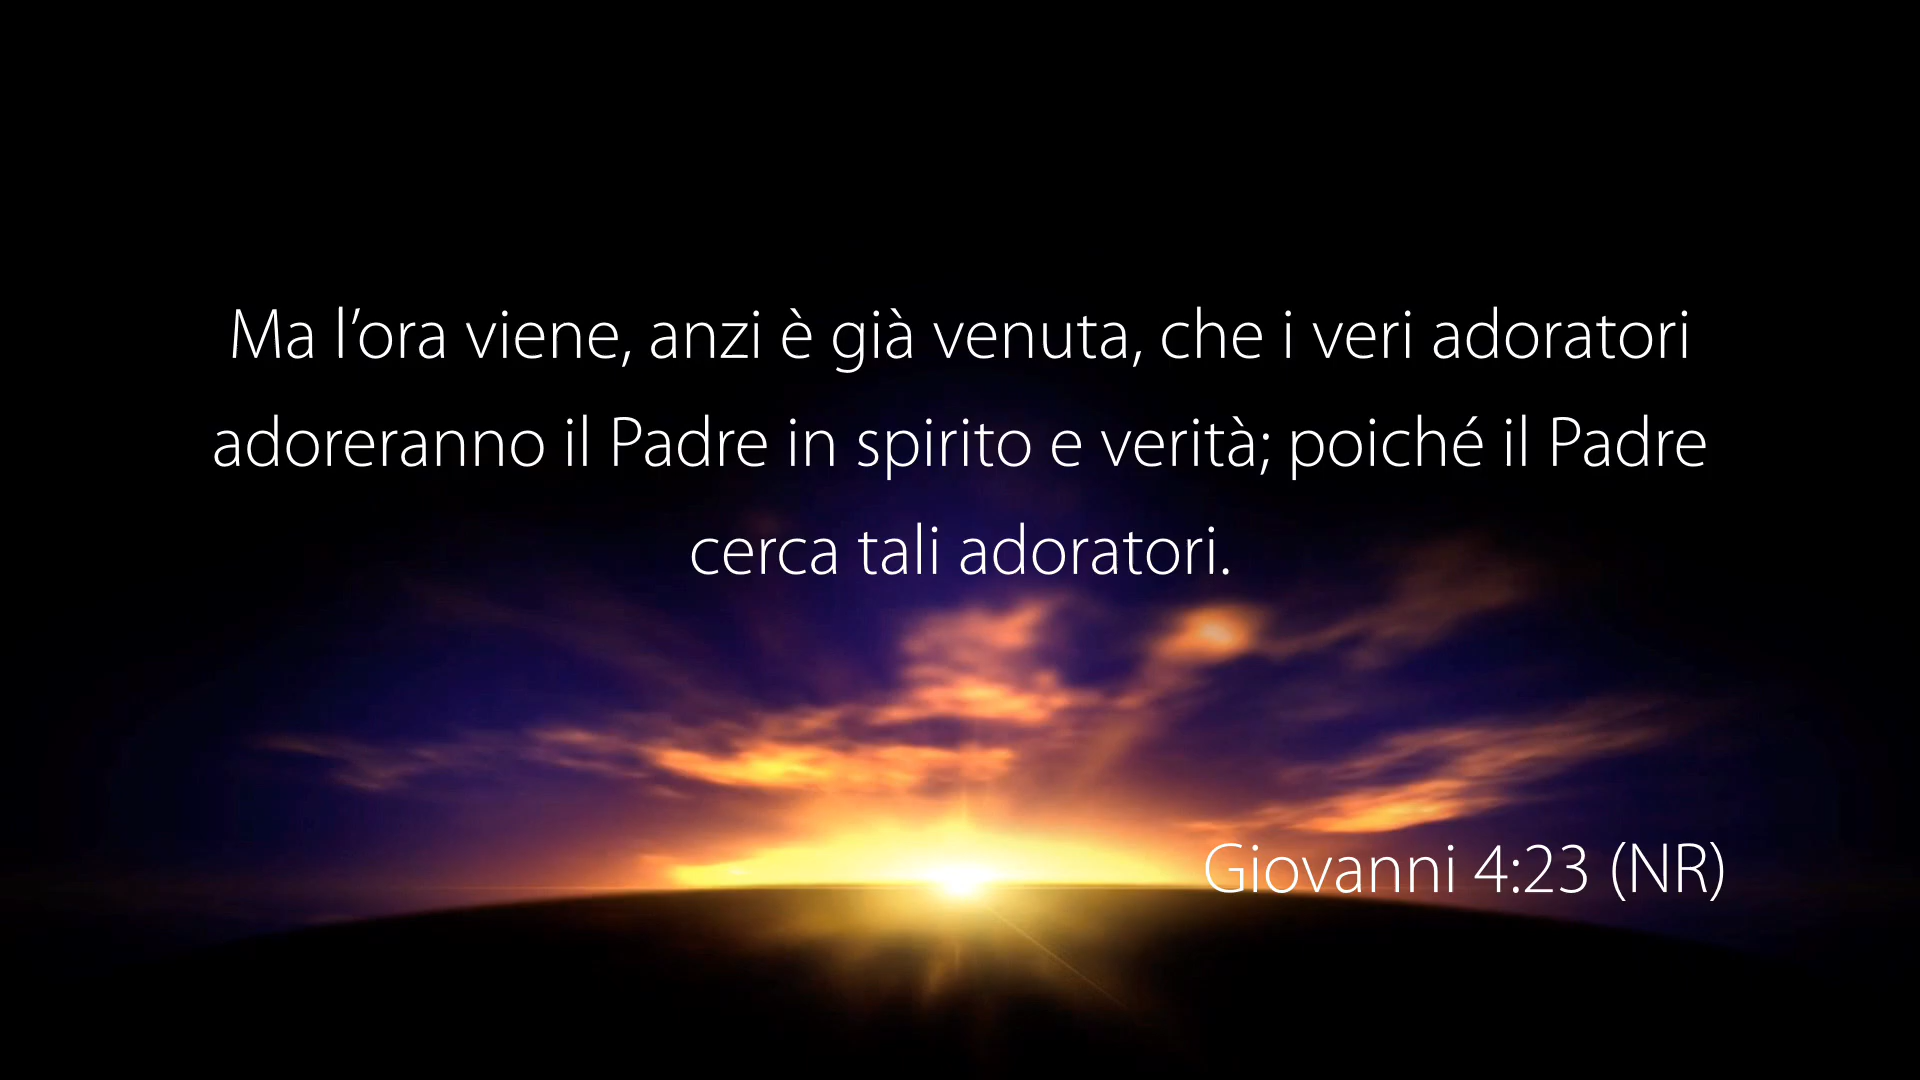 Ma l’ora viene, anzi è già venuta, che i veri adoratori
adoreranno il Padre in spirito e verità; poiché il Padre
cerca tali adoratori.
Giovanni 4:23 (NR)